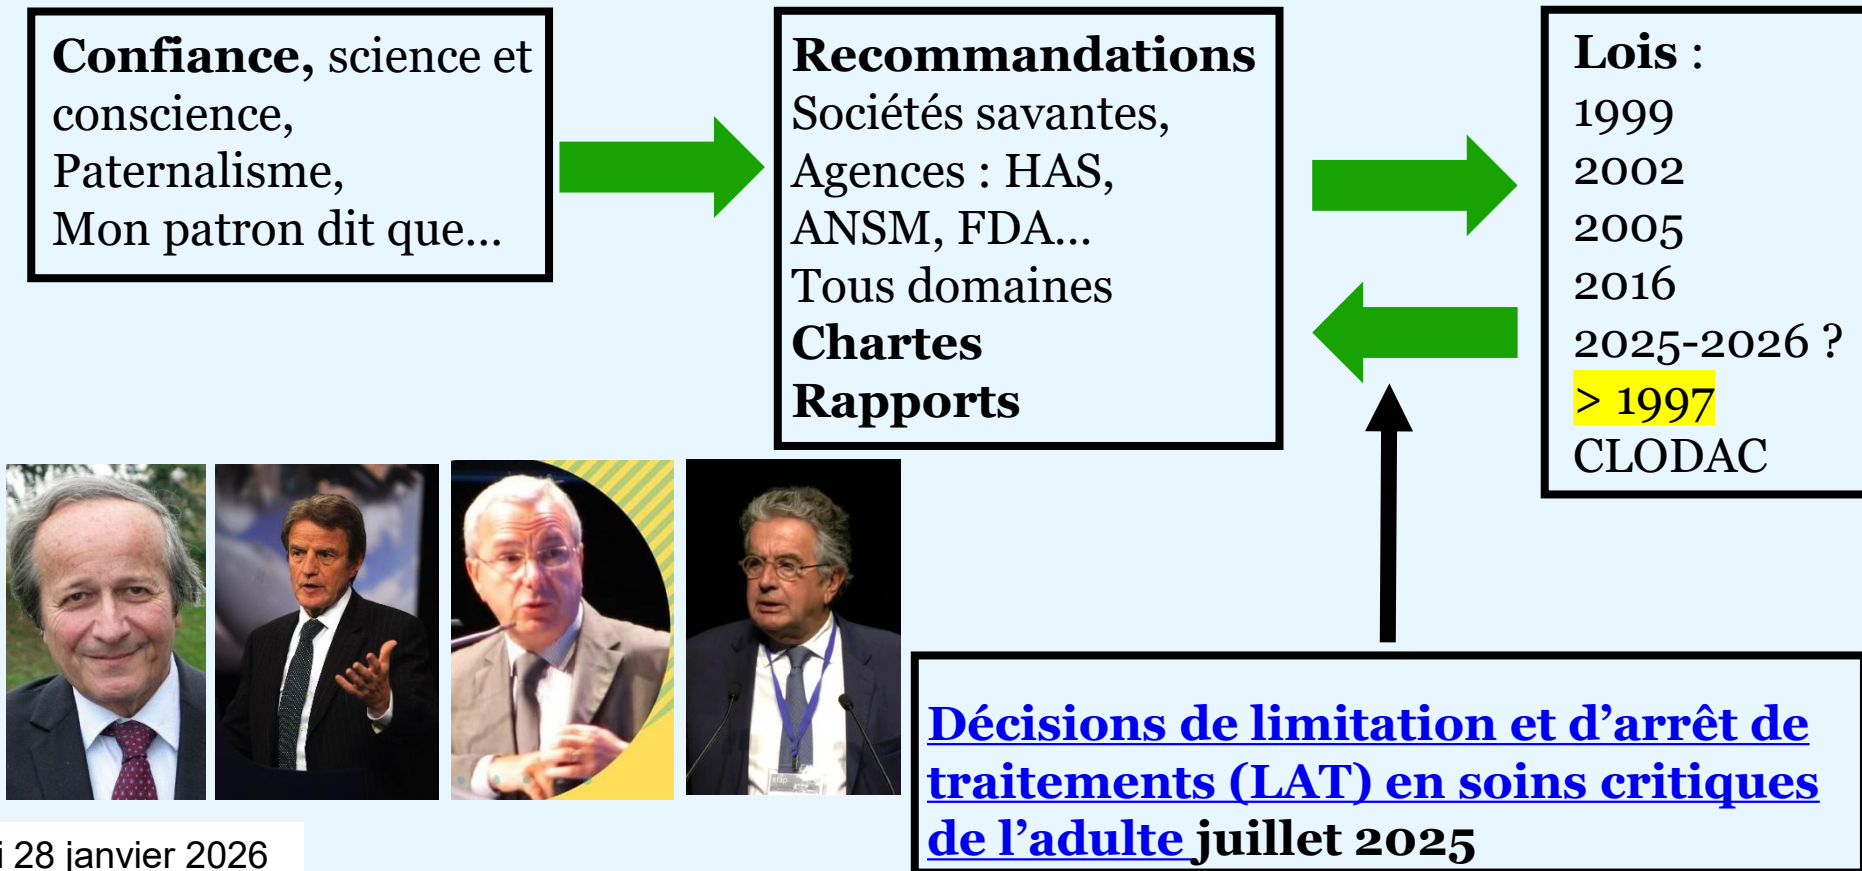 Confiance, science et
conscience,
Paternalisme,
Mon patron dit que...
Recommandations
Sociétés savantes,
Agences : HAS,
ANSM, FDA...
Tous domaines
Chartes
Rapports
Lois :
1999
2002
2005
2016
2025-2026 ?
> 1997
CLODAC
Décisions de limitation et d’arrêt de
traitements (LAT) en soins critiques
de l’adulte juillet 2025
i 28 janvier 2026